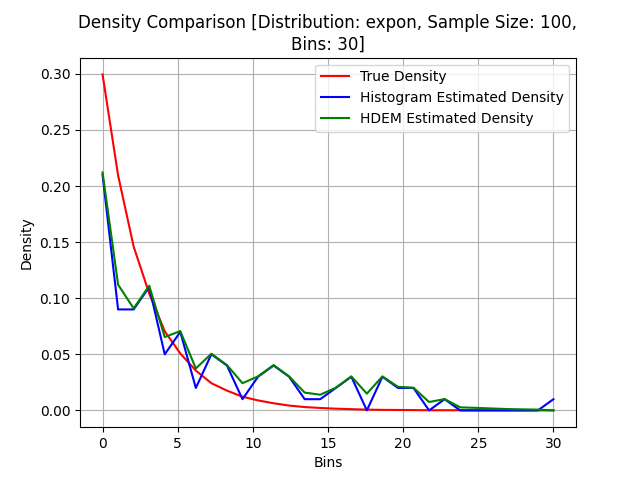 Density Comparison [Distribution: expon, Sample Size: 100,
Bins: 30]
True Density
Histogram Estimated Density
HDEM Estimated Density
0.30
0.25
0.20
0.15
0.10
0.05
0.00
Density
0 5 10 15 20 25 30
Bins